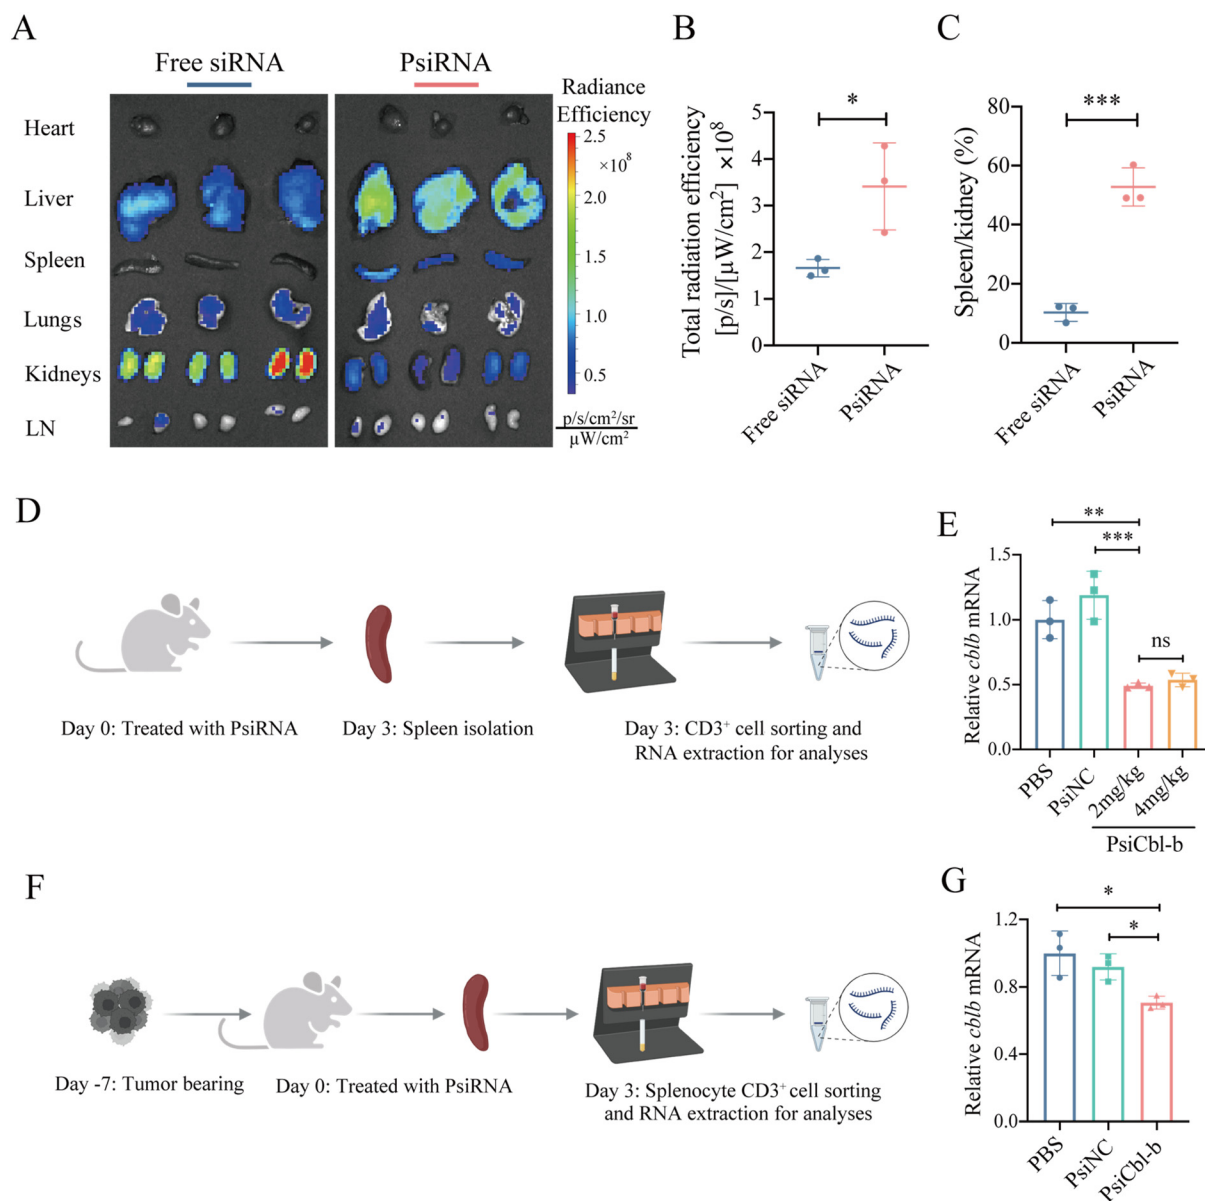 A
Free siRNA
PsiRNA
Radiance
Efficiency
Heart
Liver
Spleen
Lungs
Kidneys
LN
2.5
×10⁸
2.0
1.5
1.0
0.5
p/s/cm²/sr
µW/cm²
B
*
Total radiation efficiency
[p/s]/[µW/cm²] ×10⁸
5
4
3
2
1
0
Free siRNA
PsiRNA
C
***
Spleen/kidney (%)
80
60
40
20
0
Free siRNA
PsiRNA
D
Day 0: Treated with PsiRNA
Day 3: Spleen isolation
Day 3: CD3⁺ cell sorting and
RNA extraction for analyses
E
**
***
ns
Relative cblb mRNA
1.5
1.0
0.5
0.0
PBS
PsiNC
2mg/kg
4mg/kg
PsiCbl-b
F
Day -7: Tumor bearing
Day 0: Treated with PsiRNA
Day 3: Splenocyte CD3⁺ cell sorting
and RNA extraction for analyses
G
*
*
Relative cblb mRNA
1.2
0.8
0.4
0.0
PBS
PsiNC
PsiCbl-b